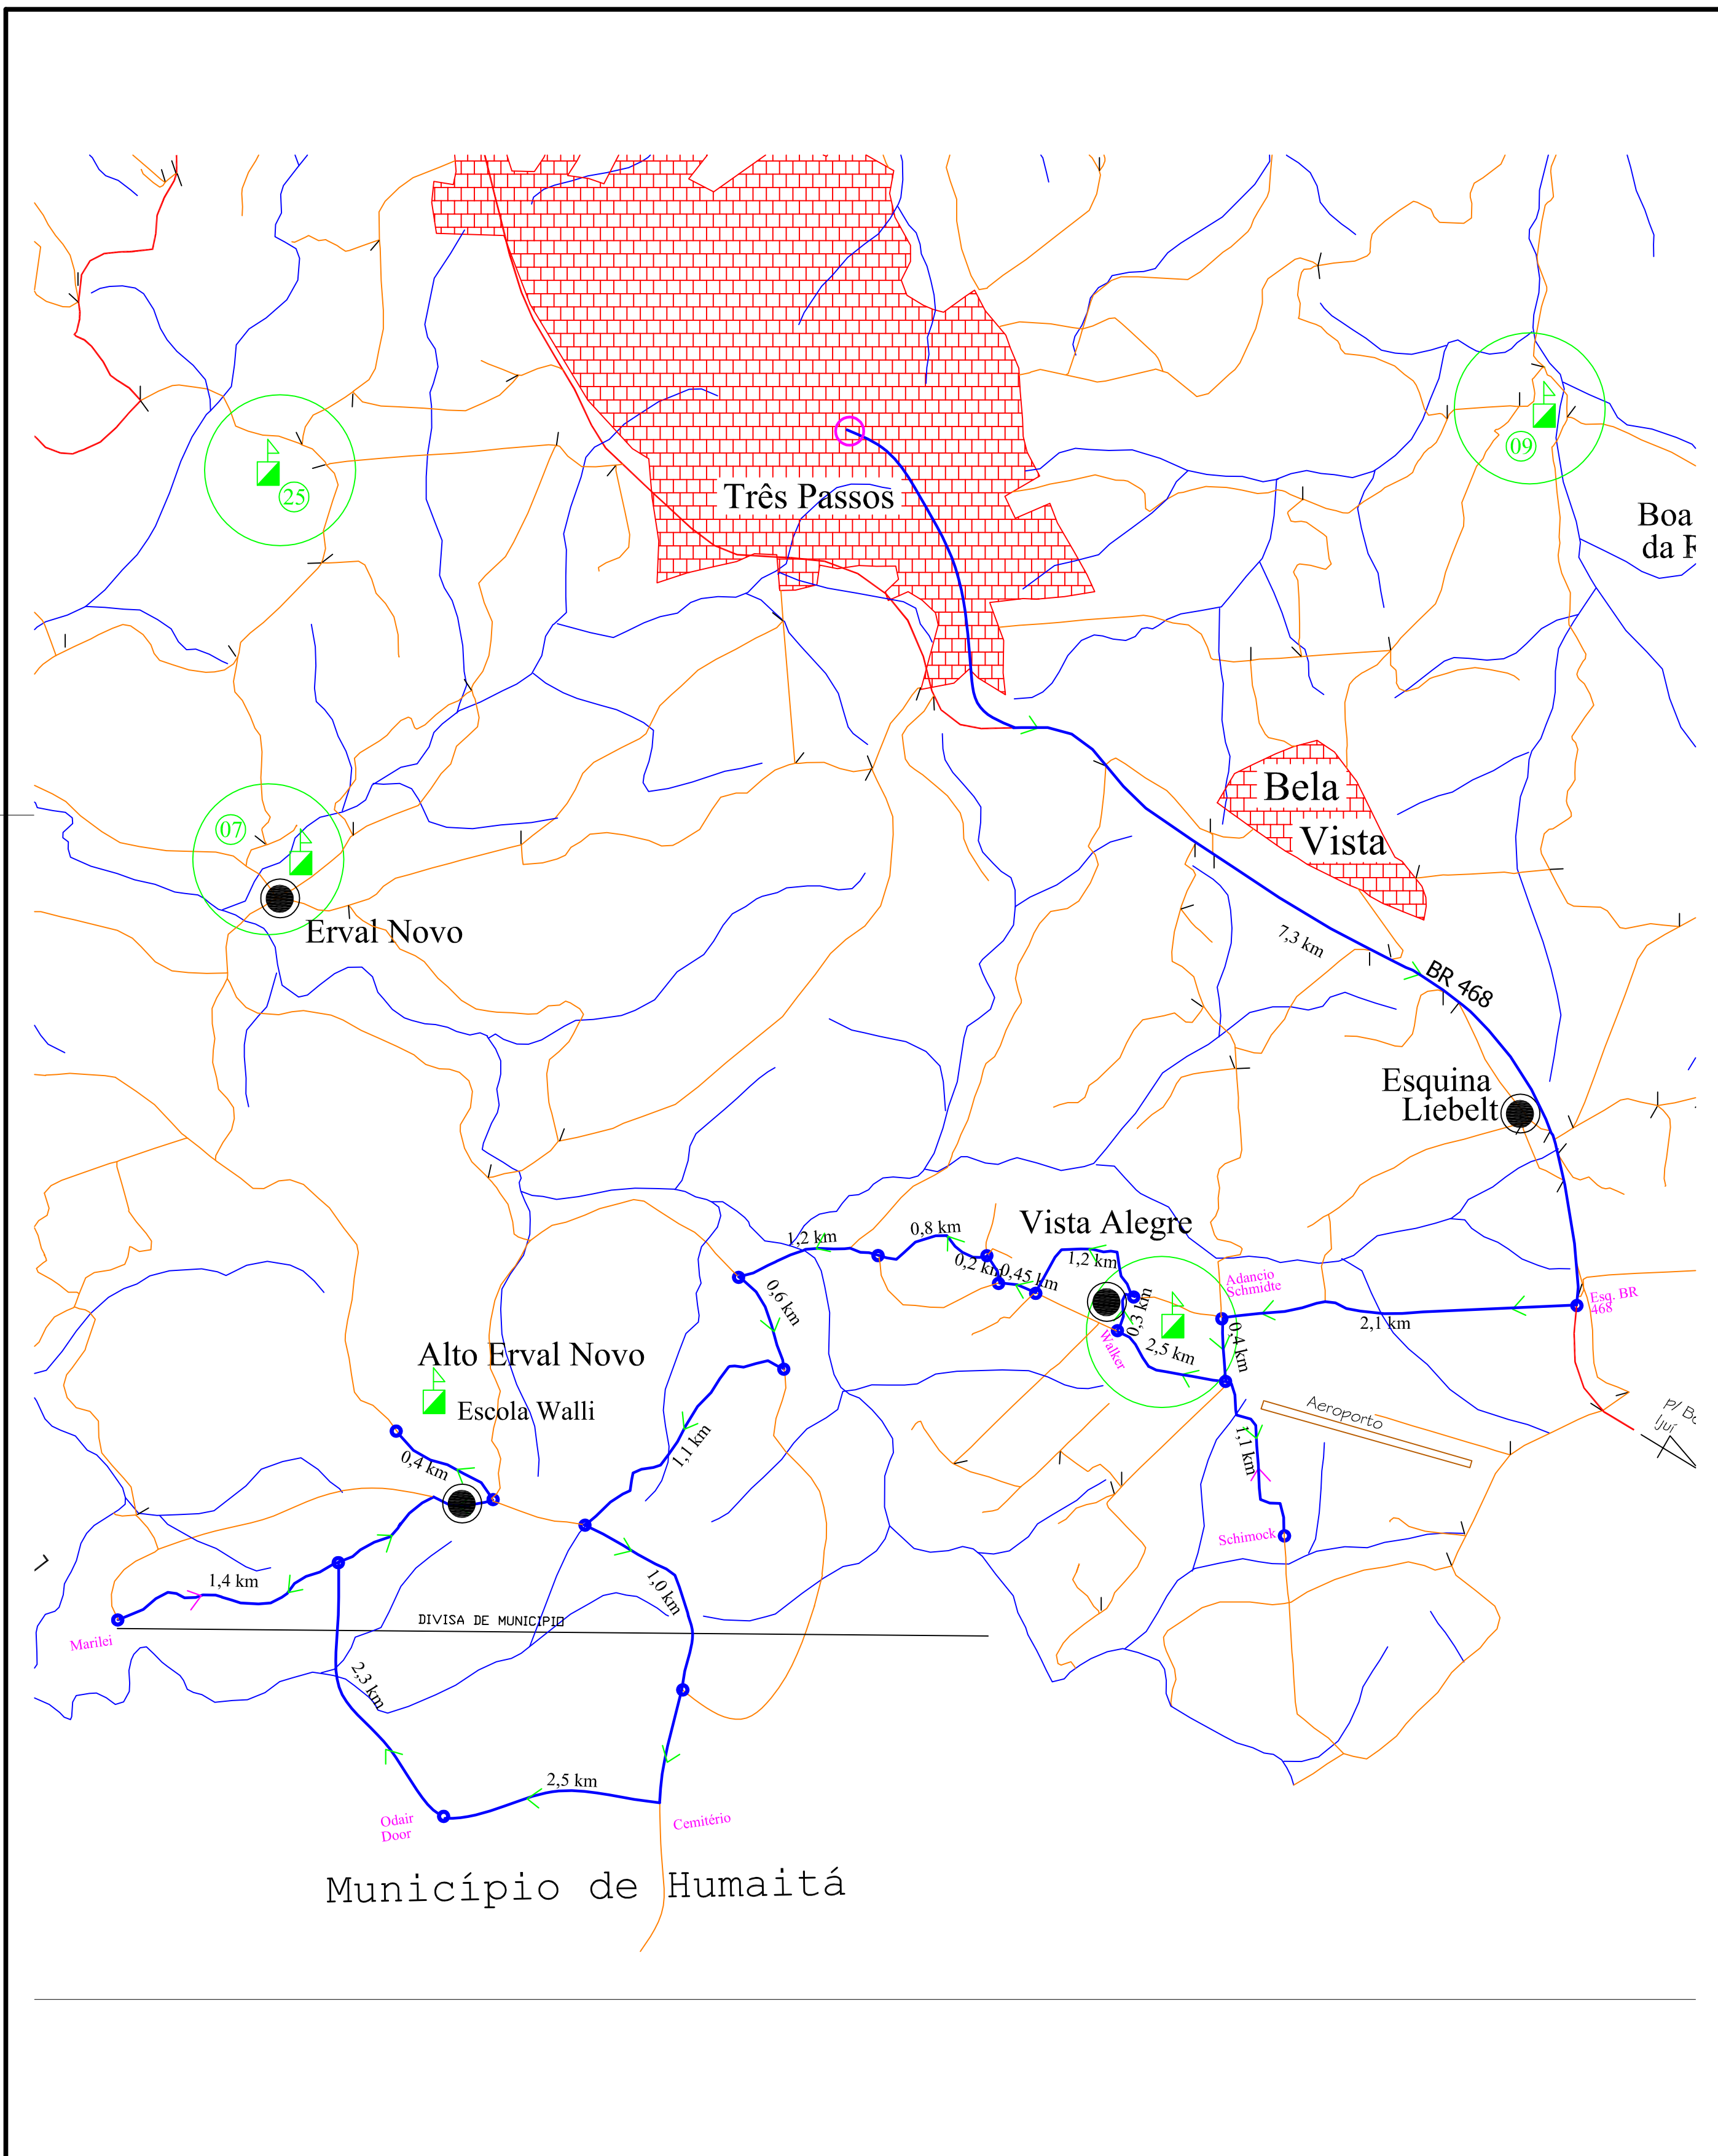 25
09
Três Passos
Boa
da
Bela
Vista
07
Erval Novo
7,3 km
BR 468
Esquina
Liebelt
Vista Alegre
0,8 km
1,2 km
1,2 km
0,2 km
0,45 km
Adancio
Schmidte
Esq. BR
468
0,6 km
0,3 km
2,1 km
0,4 km
Walker
2,5 km
Alto Erval Novo
Escola Walli
Aeroporto
p/
Ijuí
0,4 km
1,1 km
1,1 km
Schimock
1,4 km
1,0 km
DIVISA DE MUNICIPIO
Marilei
2,3 km
2,5 km
Odair
Door
Cemitério
Município de Humaitá